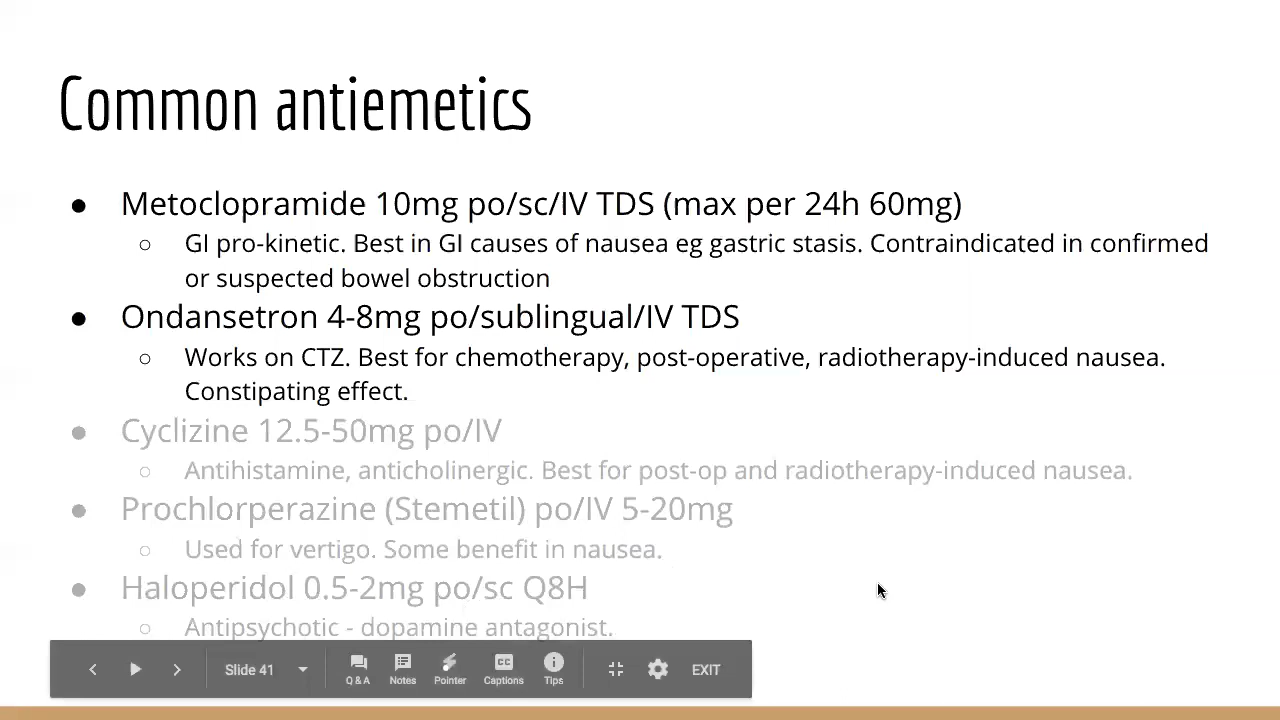 Common antiemetics
● Metoclopramide 10mg po/sc/IV TDS (max per 24h 60mg)
○ GI pro-kinetic. Best in GI causes of nausea eg gastric stasis. Contraindicated in confirmed
or suspected bowel obstruction
● Ondansetron 4-8mg po/sublingual/IV TDS
○ Works on CTZ. Best for chemotherapy, post-operative, radiotherapy-induced nausea.
Constipating effect.
● Cyclizine 12.5-50mg po/IV
○ Antihistamine, anticholinergic. Best for post-op and radiotherapy-induced nausea.
● Prochlorperazine (Stemetil) po/IV 5-20mg
○ Used for vertigo. Some benefit in nausea.
● Haloperidol 0.5-2mg po/sc Q8H
○ Antipsychotic - dopamine antagonist.
Slide 41 Q & A Notes Pointer CC Captions Tips EXIT